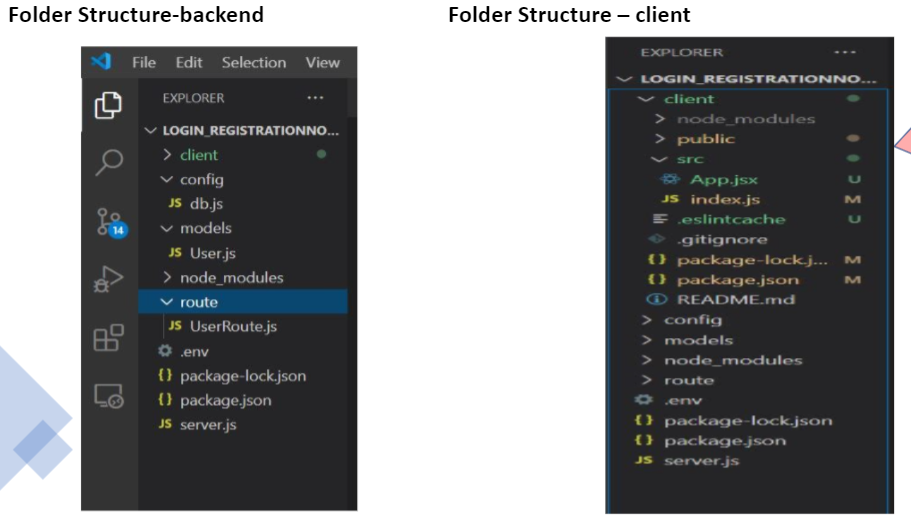 Folder Structure-backend
File Edit Selection View
EXPLORER ...
LOGIN_REGISTRATIONNO...
client
config
JS db.js
models
JS User.js
node_modules
route
JS UserRoute.js
.env
{} package-lock.json
{} package.json
JS server.js
14
Folder Structure – client
EXPLORER ...
LOGIN_REGISTRATIONNO...
client
node_modules
public
src
App.jsx U
JS index.js M
.eslintcache U
.gitignore
{} package-lock.j... M
{} package.json M
README.md
config
models
node_modules
route
.env
{} package-lock.json
{} package.json
JS server.js